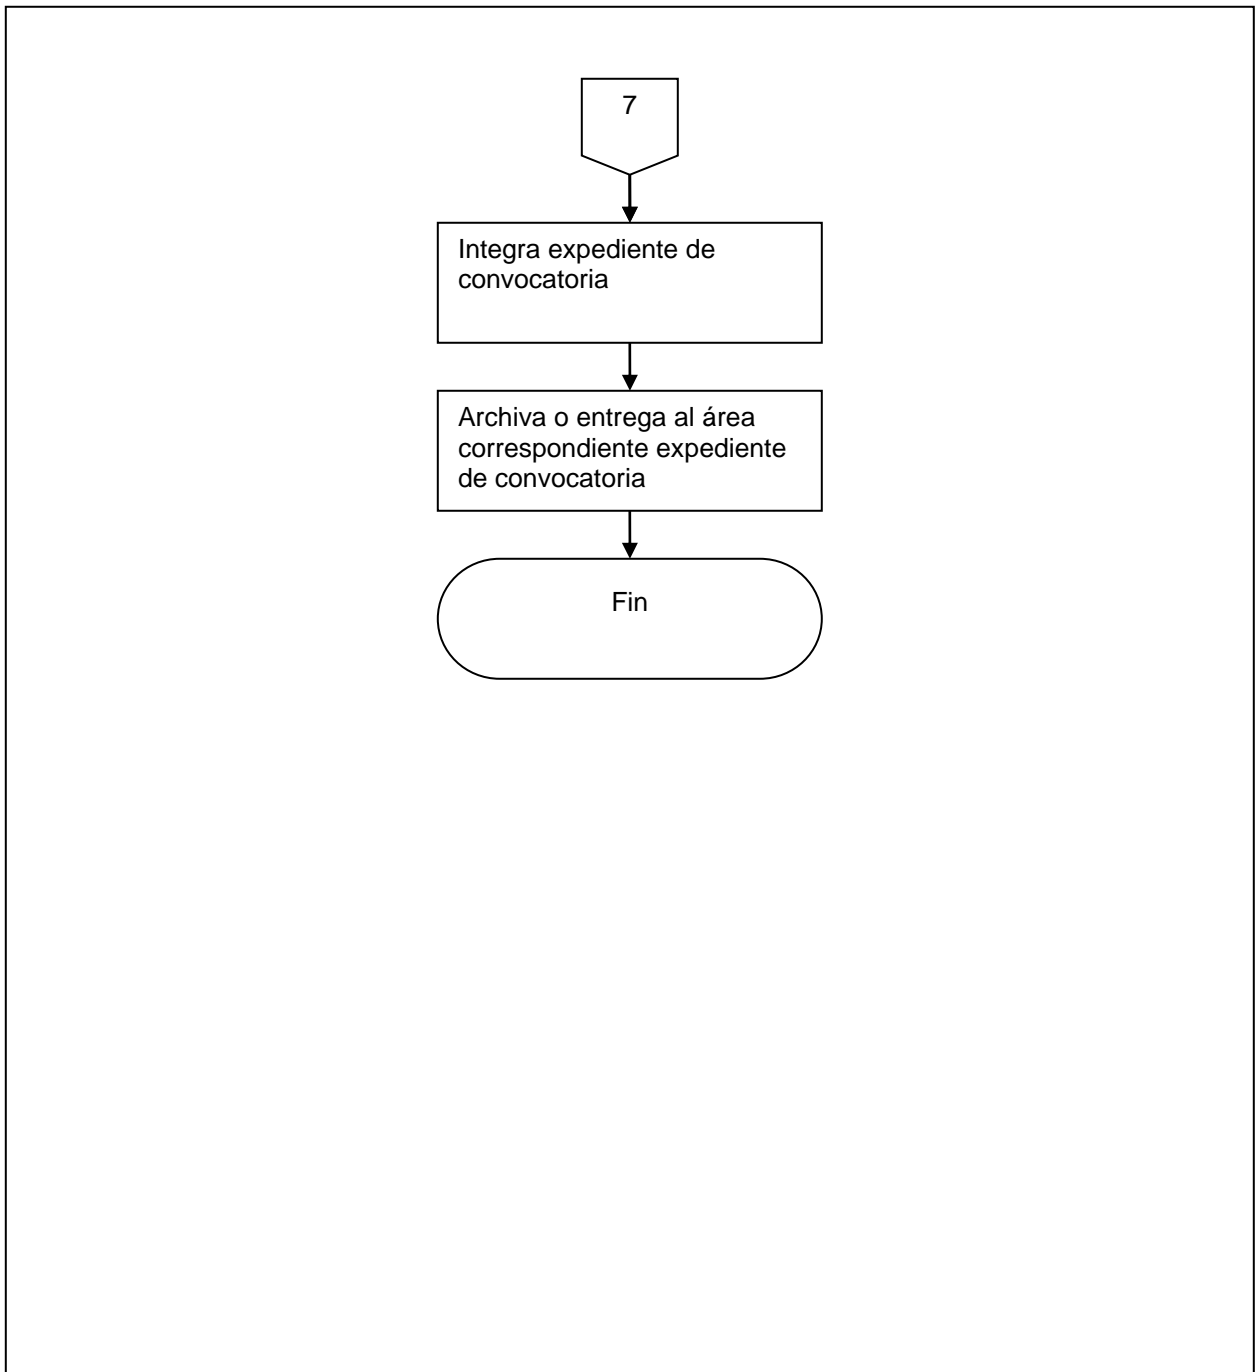 7
Integra expediente de
convocatoria
Archiva o entrega al área
correspondiente expediente
de convocatoria
Fin